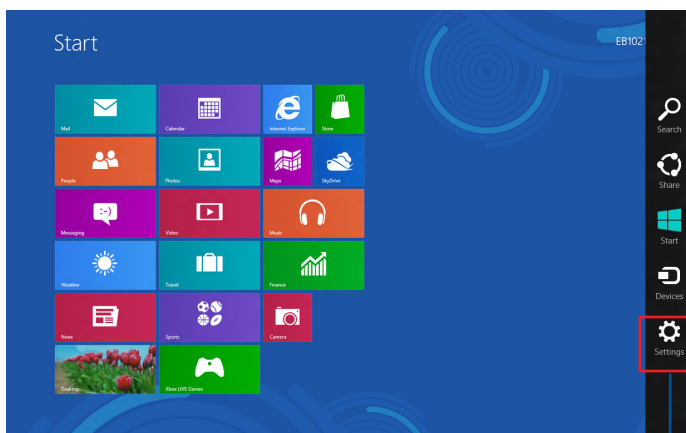 Start
EB1021
Mail
Calendar
Internet Explorer
Store
People
Photos
Maps
SkyDrive
Messaging
:-)
Video
Music
Weather
Travel
Finance
News
Sports
Camera
Desktop
Xbox LIVE Games
Search
Share
Start
Devices
Settings